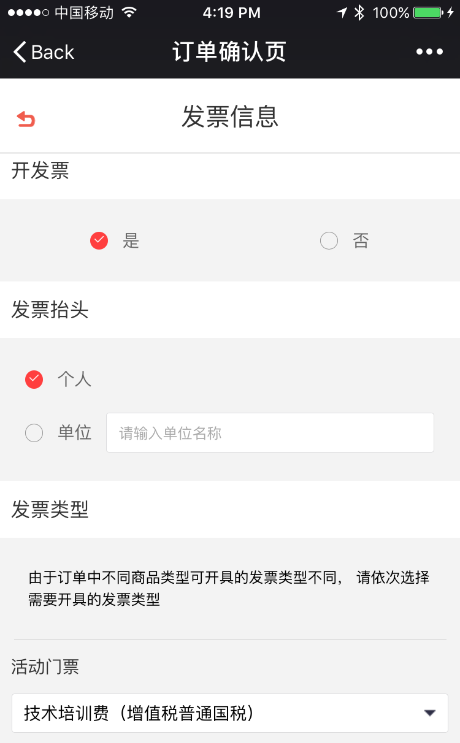 中国移动 4:19 PM 100%
Back 订单确认页
发票信息
开发票
是 否
发票抬头
个人
单位 请输入单位名称
发票类型
由于订单中不同商品类型可开具的发票类型不同， 请依次选择
需要开具的发票类型
活动门票
技术培训费（增值税普通国税）